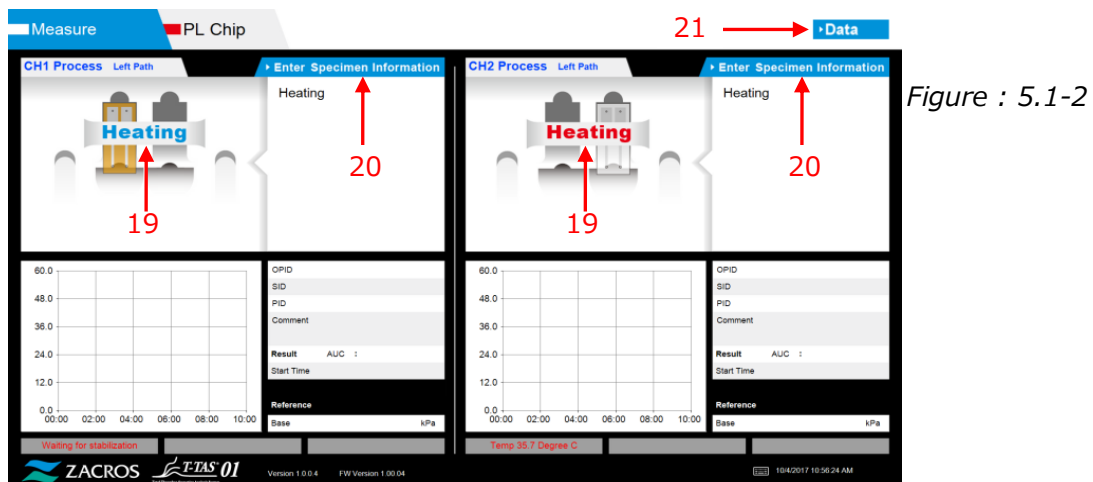 Measure
PL Chip
21
Data
CH1 Process Left Path
Enter Specimen Information
Heating
Heating
19
20
60.0
48.0
36.0
24.0
12.0
0.0
00:00 02:00 04:00 06:00 08:00 10:00
OPID
SID
PID
Comment
Result AUC :
Start Time
Reference
Base kPa
Waiting for stabilization
CH2 Process Left Path
Enter Specimen Information
Heating
Heating
19
20
60.0
48.0
36.0
24.0
12.0
0.0
00:00 02:00 04:00 06:00 08:00 10:00
OPID
SID
PID
Comment
Result AUC :
Start Time
Reference
Base kPa
Temp 35.7 Degree C
ZACROS T-TAS 01 Version 1.0.0.4 FW Version 1.00.04 10/4/2017 10:56:24 AM
Figure : 5.1-2